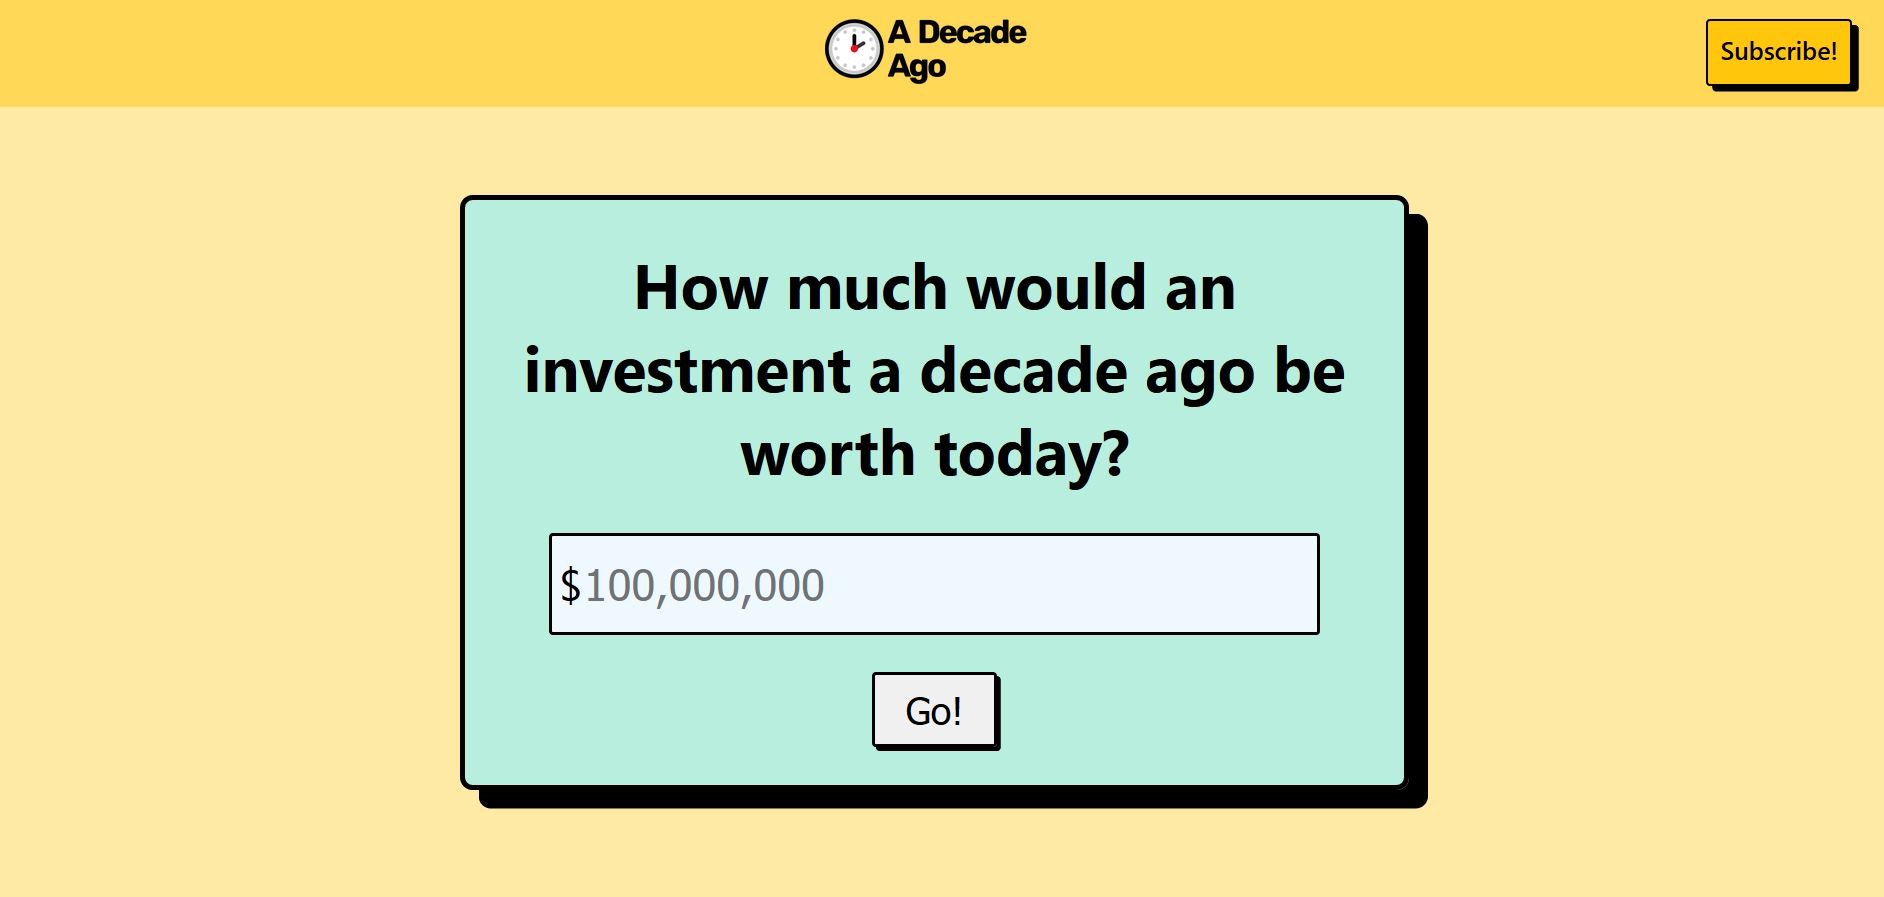 A Decade
Ago
Subscribe!
How much would an
investment a decade ago be
worth today?
$100,000,000
Go!